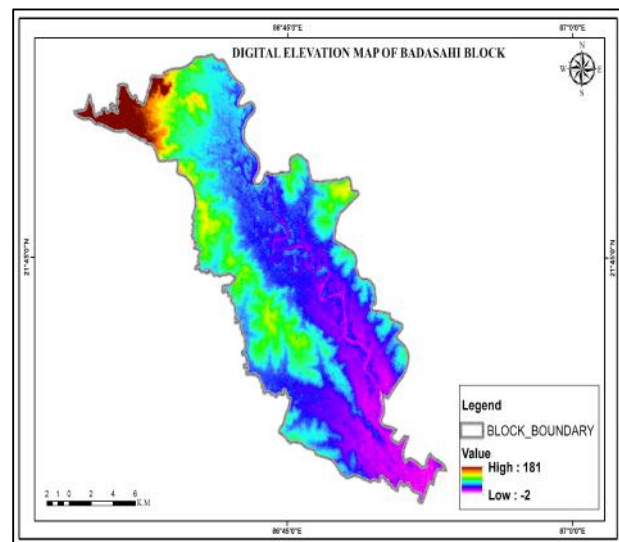 86°45'0"E 87°0'0"E
DIGITAL ELEVATION MAP OF BADASAHI BLOCK
N
W E
S
21°45'0"N 21°45'0"N
Legend
BLOCK_BOUNDARY
Value
High : 181
Low : -2
2 1 0 2 4 6
KM
86°45'0"E 87°0'0"E